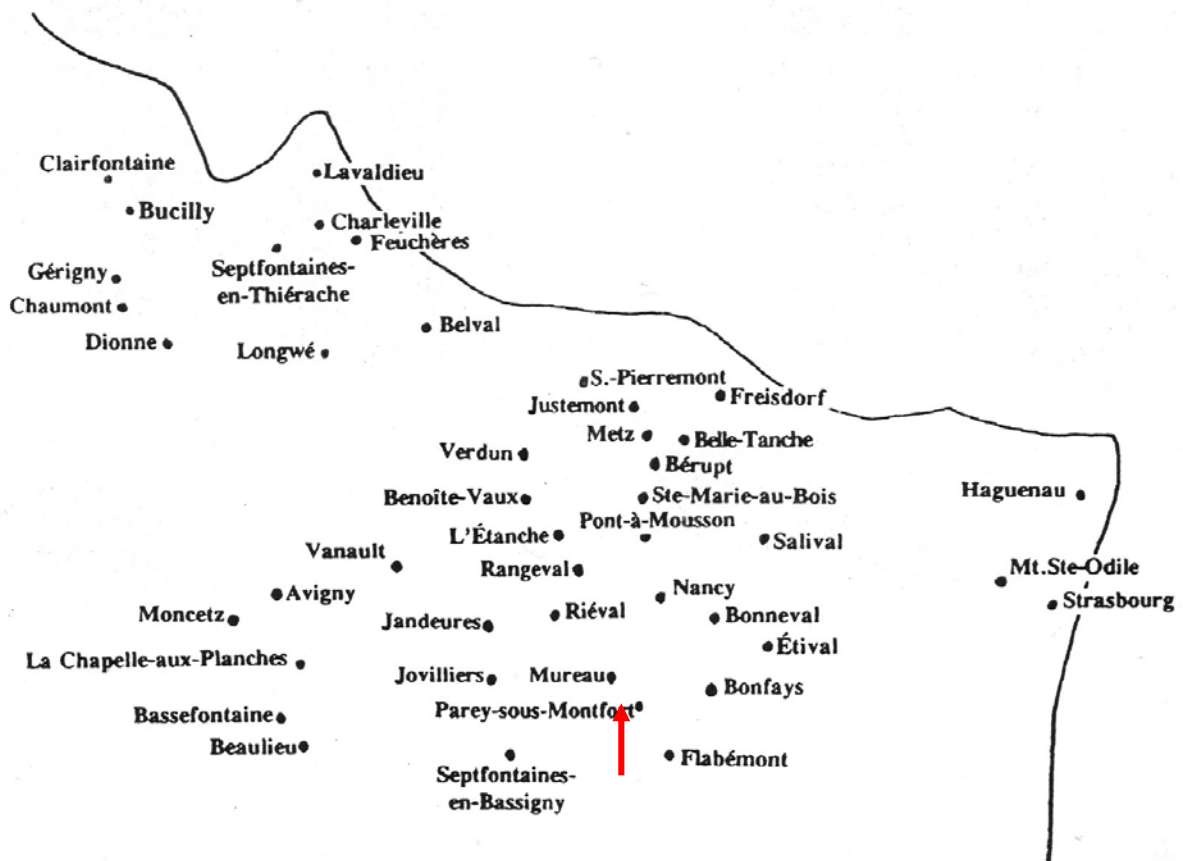 Clairfontaine
Lavaldieu
Bucilly
Charleville
Feuchères
Septfontaines-
en-Thiérache
Gérigny
Chaumont
Belval
Dionne
Longwé
S.-Pierremont
Freisdorf
Justemont
Metz
Belle-Tanche
Verdun
Bérupt
Haguenau
Benoîte-Vaux
Ste-Marie-au-Bois
Pont-à-Mousson
L'Étanche
Salival
Vanault
Rangeval
Mt.Ste-Odile
Avigny
Nancy
Strasbourg
Moncetz
Jandeures
Riéval
Bonneval
Étival
La Chapelle-aux-Planches
Jovilliers
Mureau
Bonfays
Bassefontaine
Parey-sous-Montfort
Beaulieu
Flabémont
Septfontaines-
en-Bassigny